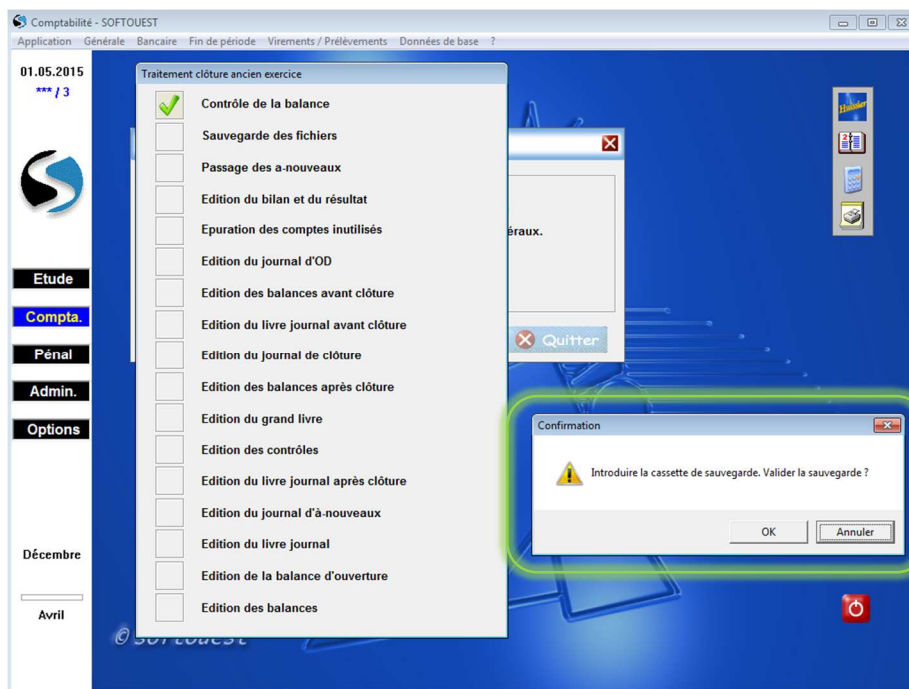 Comptabilité - SOFTOUEST
Application Générale Bancaire Fin de période Virements / Prélèvements Données de base ?
01.05.2015
*** / 3
Etude
Compta.
Pénal
Admin.
Options
Décembre
Avril
Traitement clôture ancien exercice
Contrôle de la balance
Sauvegarde des fichiers
Passage des a-nouveaux
Edition du bilan et du résultat
Epuration des comptes inutilisés
Edition du journal d'OD
Edition des balances avant clôture
Edition du livre journal avant clôture
Edition du journal de clôture
Edition des balances après clôture
Edition du grand livre
Edition des contrôles
Edition du livre journal après clôture
Edition du journal d'à-nouveaux
Edition du livre journal
Edition de la balance d'ouverture
Edition des balances
éraux.
Quitter
Huissier
Confirmation
Introduire la cassette de sauvegarde. Valider la sauvegarde ?
OK Annuler